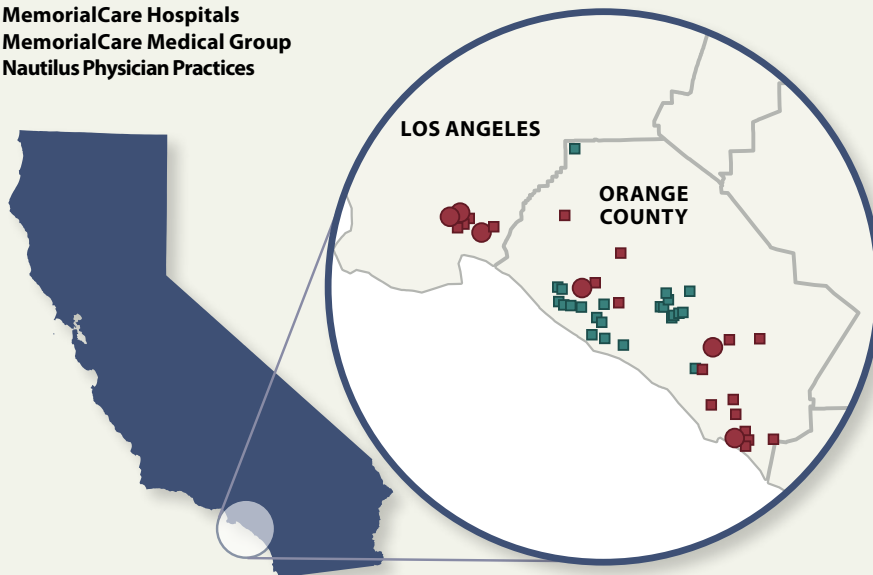 MemorialCare Hospitals
MemorialCare Medical Group
Nautilus Physician Practices
LOS ANGELES
ORANGE
COUNTY